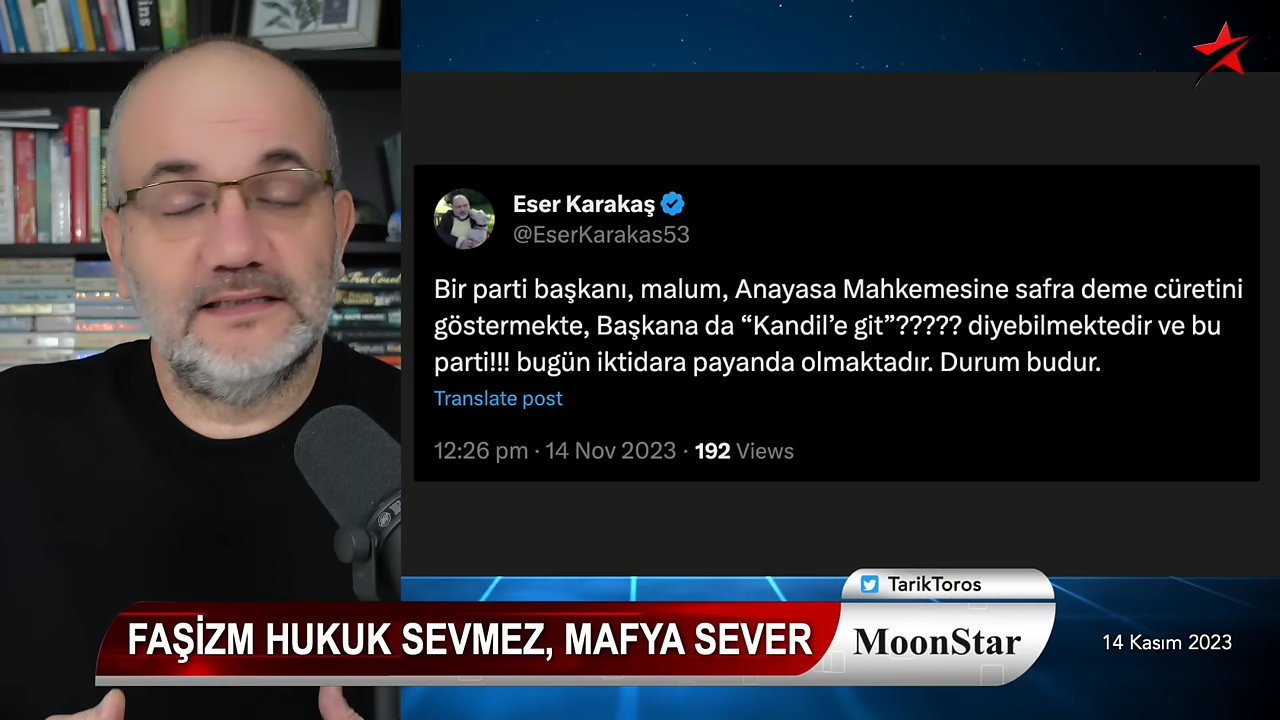 Eser Karakaş
@EserKarakas53
Bir parti başkanı, malum, Anayasa Mahkemesine safra deme cüretini
göstermekte, Başkana da “Kandil’e git”????? diyebilmektedir ve bu
parti!!! bugün iktidara payanda olmaktadır. Durum budur.
Translate post
12:26 pm · 14 Nov 2023 · 192 Views
TarikToros
FAŞİZM HUKUK SEVMEZ, MAFYA SEVER
MoonStar
14 Kasım 2023